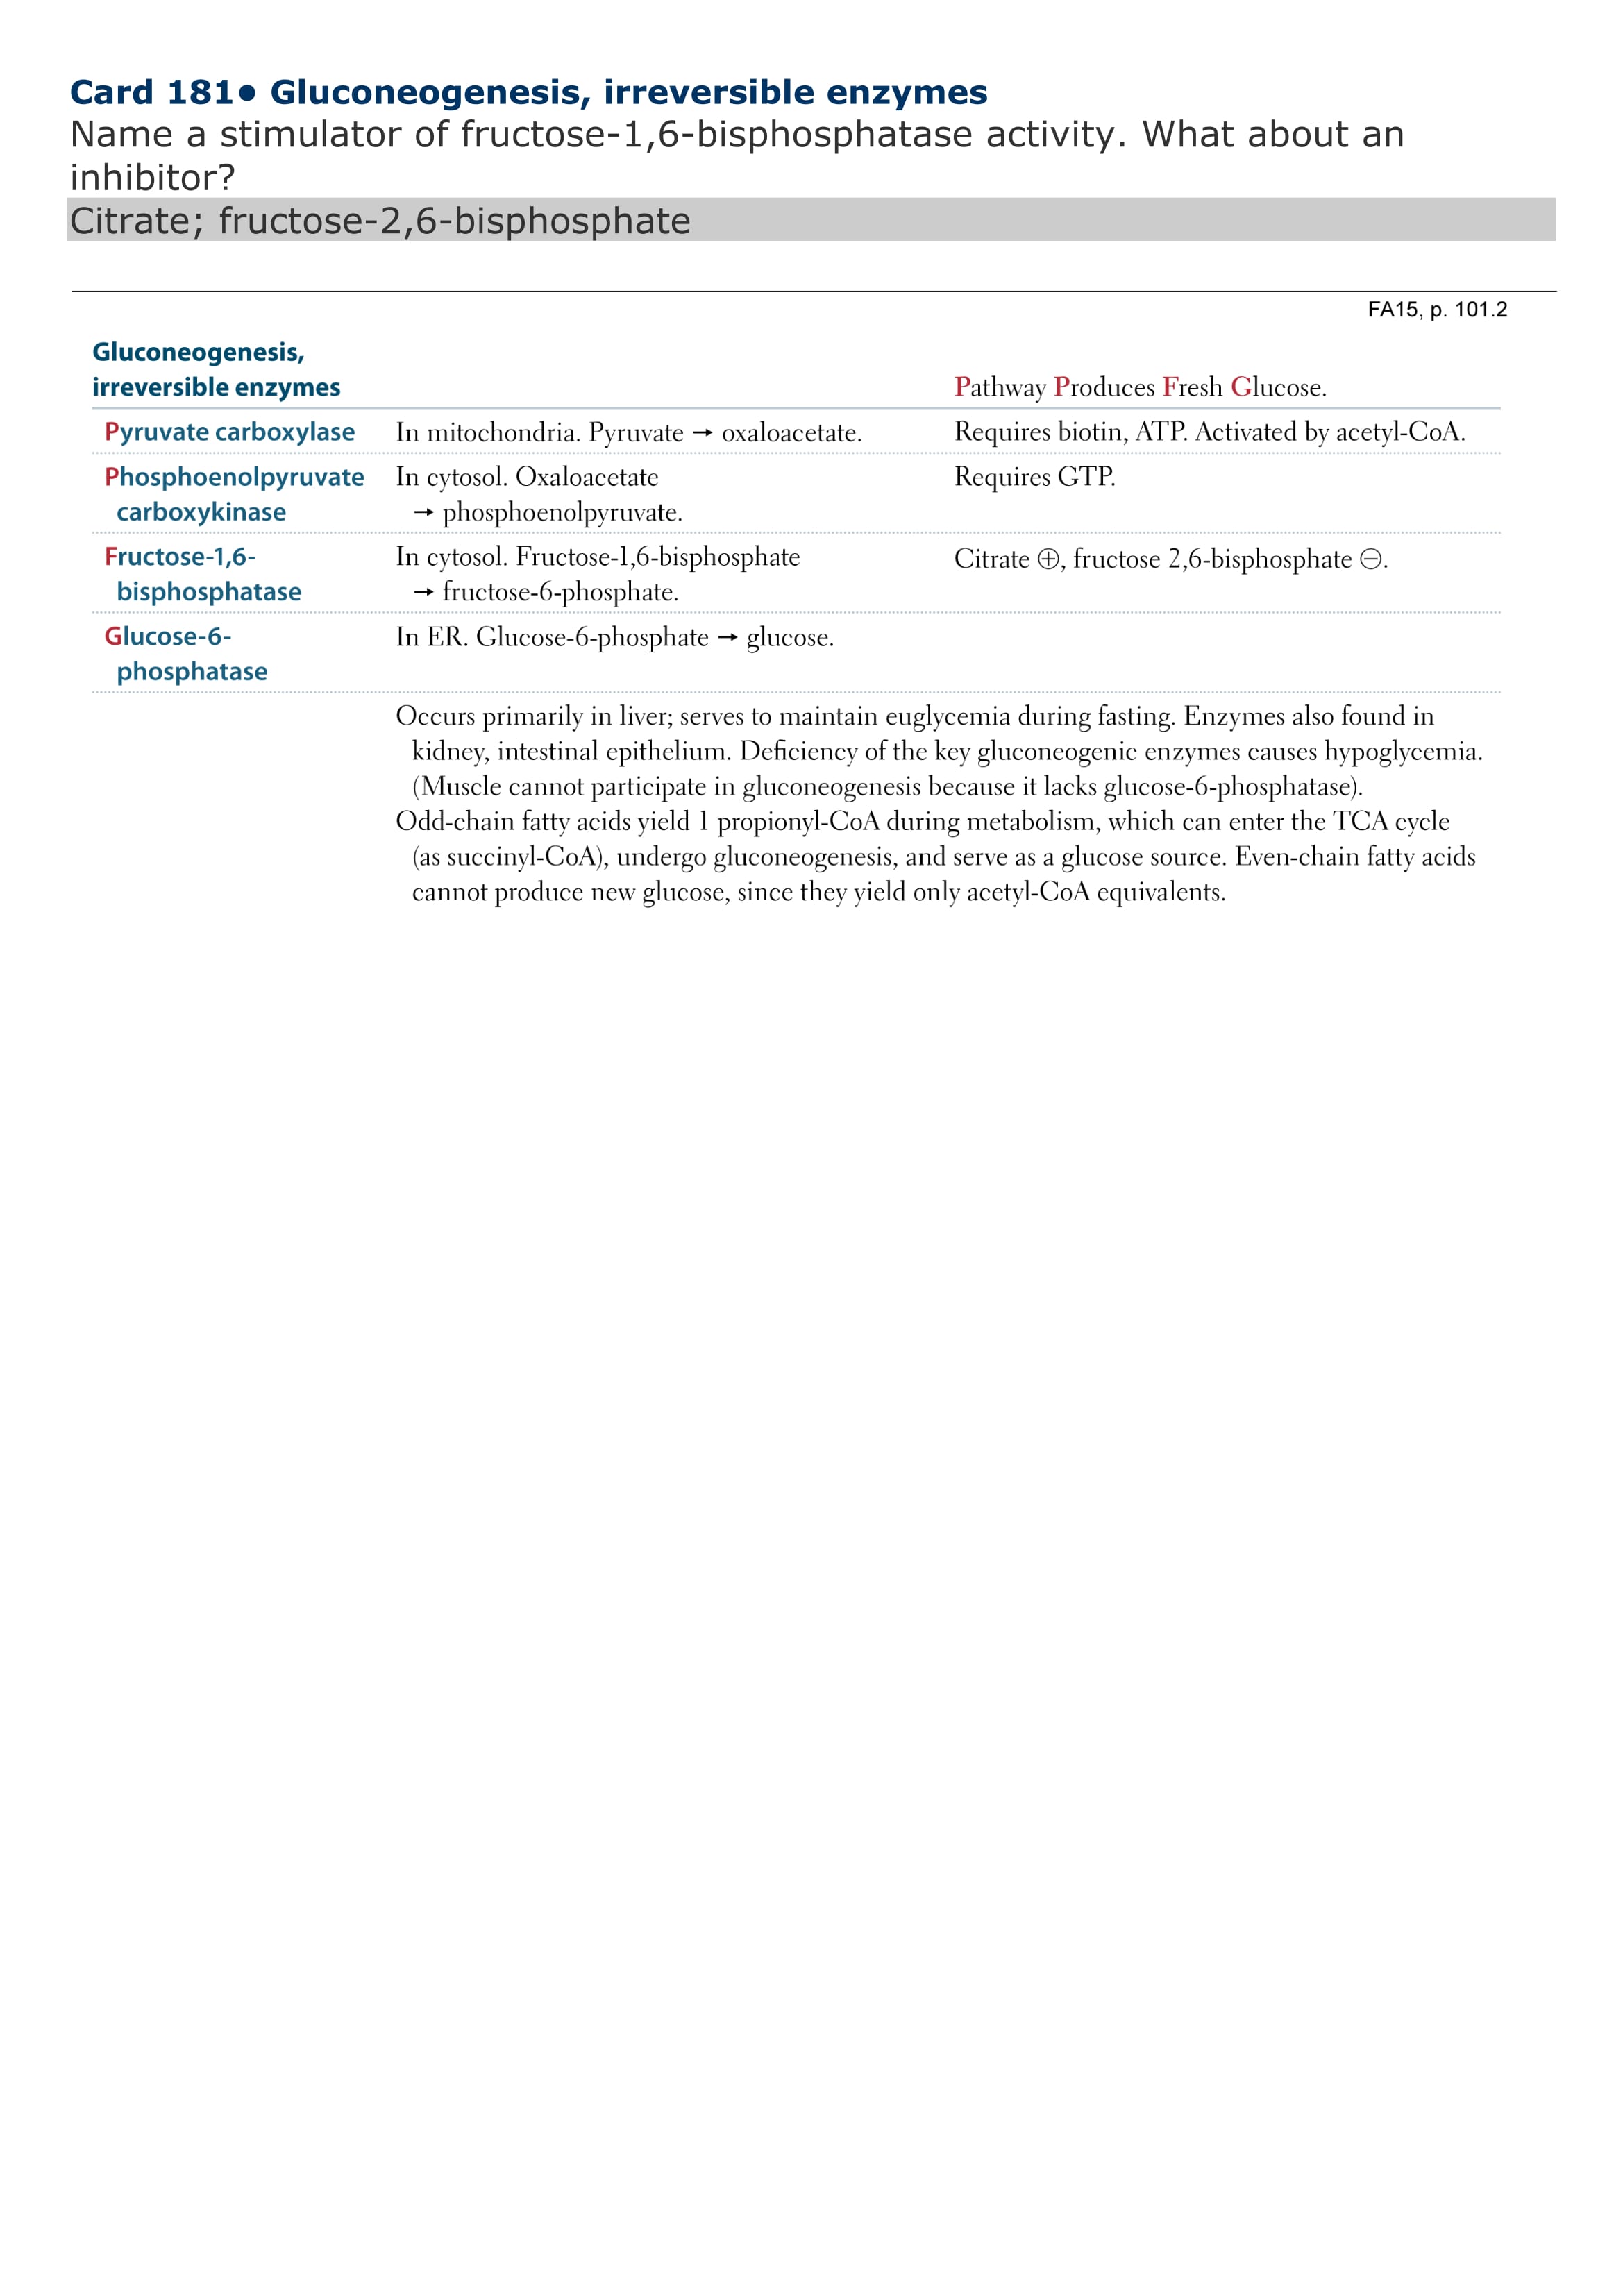 Card 181● Gluconeogenesis, irreversible enzymes
Name a stimulator of fructose-1,6-bisphosphatase activity. What about an
inhibitor?
Citrate; fructose-2,6-bisphosphate
FA15, p. 101.2
Gluconeogenesis,
irreversible enzymes
Pathway Produces Fresh Glucose.
Pyruvate carboxylase
In mitochondria. Pyruvate → oxaloacetate.
Requires biotin, ATP. Activated by acetyl-CoA.
Phosphoenolpyruvate
carboxykinase
In cytosol. Oxaloacetate
→ phosphoenolpyruvate.
Requires GTP.
Fructose-1,6-
bisphosphatase
In cytosol. Fructose-1,6-bisphosphate
→ fructose-6-phosphate.
Citrate ⊕, fructose 2,6-bisphosphate ⊖.
Glucose-6-
phosphatase
In ER. Glucose-6-phosphate → glucose.
Occurs primarily in liver; serves to maintain euglycemia during fasting. Enzymes also found in
kidney, intestinal epithelium. Deficiency of the key gluconeogenic enzymes causes hypoglycemia.
(Muscle cannot participate in gluconeogenesis because it lacks glucose-6-phosphatase).
Odd-chain fatty acids yield 1 propionyl-CoA during metabolism, which can enter the TCA cycle
(as succinyl-CoA), undergo gluconeogenesis, and serve as a glucose source. Even-chain fatty acids
cannot produce new glucose, since they yield only acetyl-CoA equivalents.